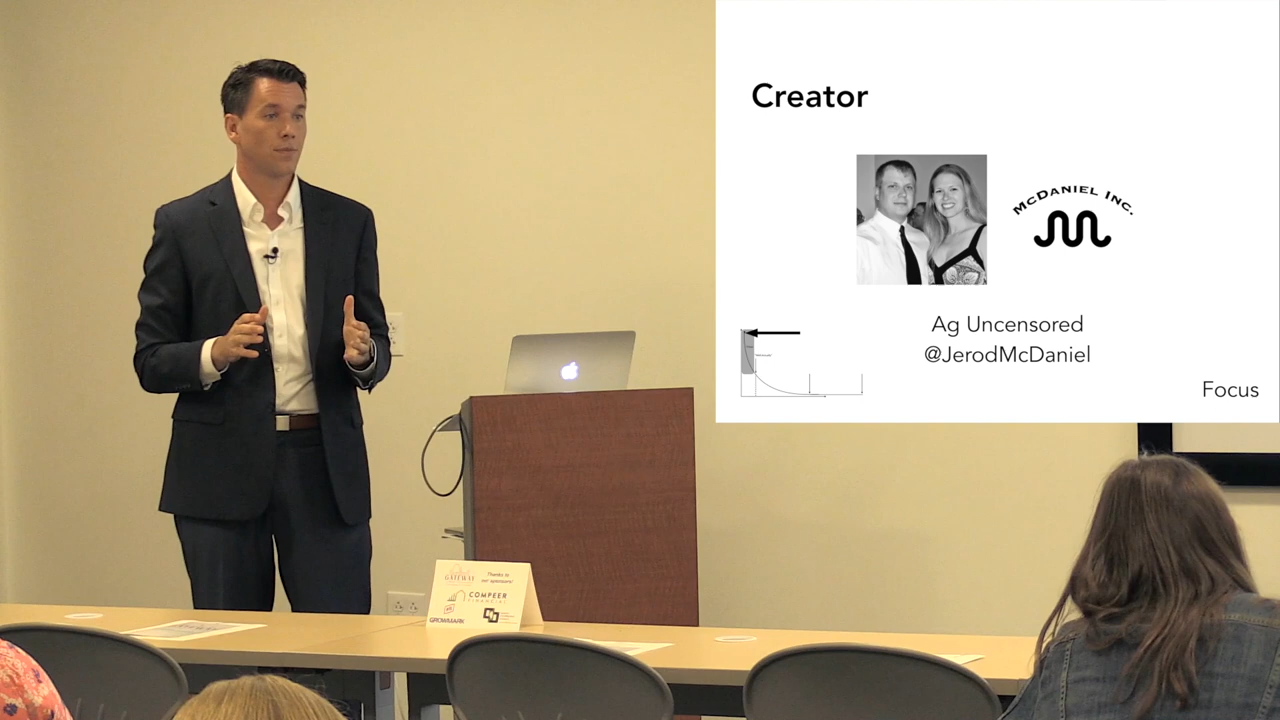 Creator
McDANIEL INC.
Ag Uncensored
@JerodMcDaniel
Focus
GATEWAY
Thanks to
our sponsors!
COMPEER
FINANCIAL
GROWMARK